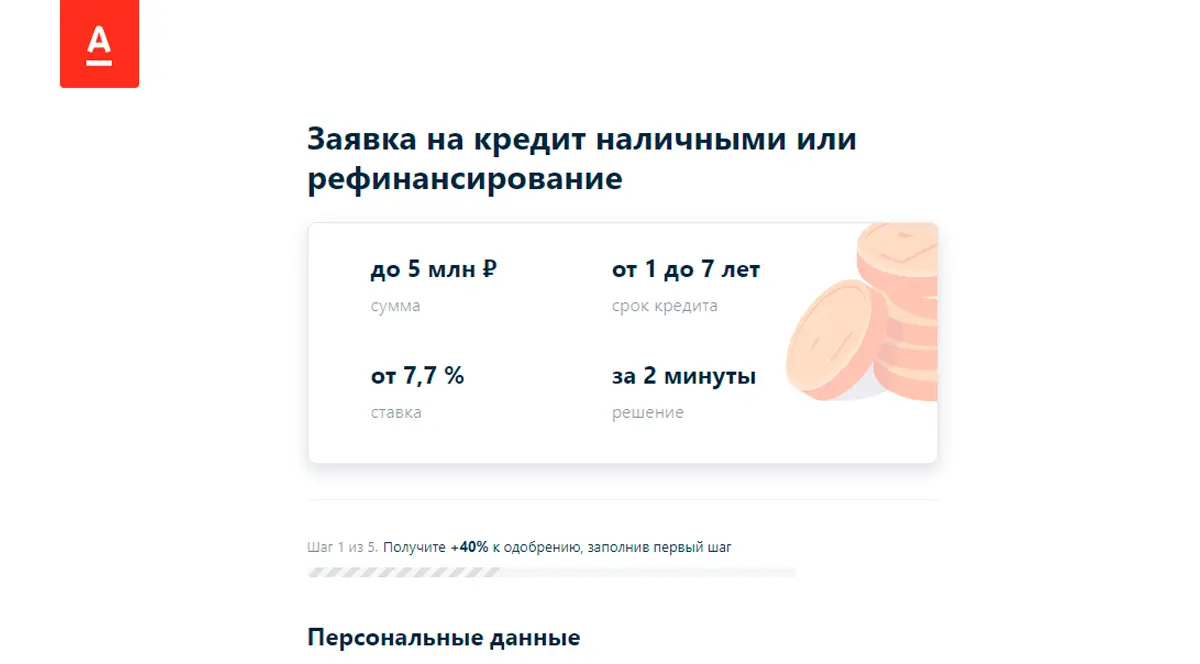 А
Заявка на кредит наличными или
рефинансирование
до 5 млн ₽
сумма
от 1 до 7 лет
срок кредита
от 7,7 %
ставка
за 2 минуты
решение
Шаг 1 из 5. Получите +40% к одобрению, заполнив первый шаг
Персональные данные